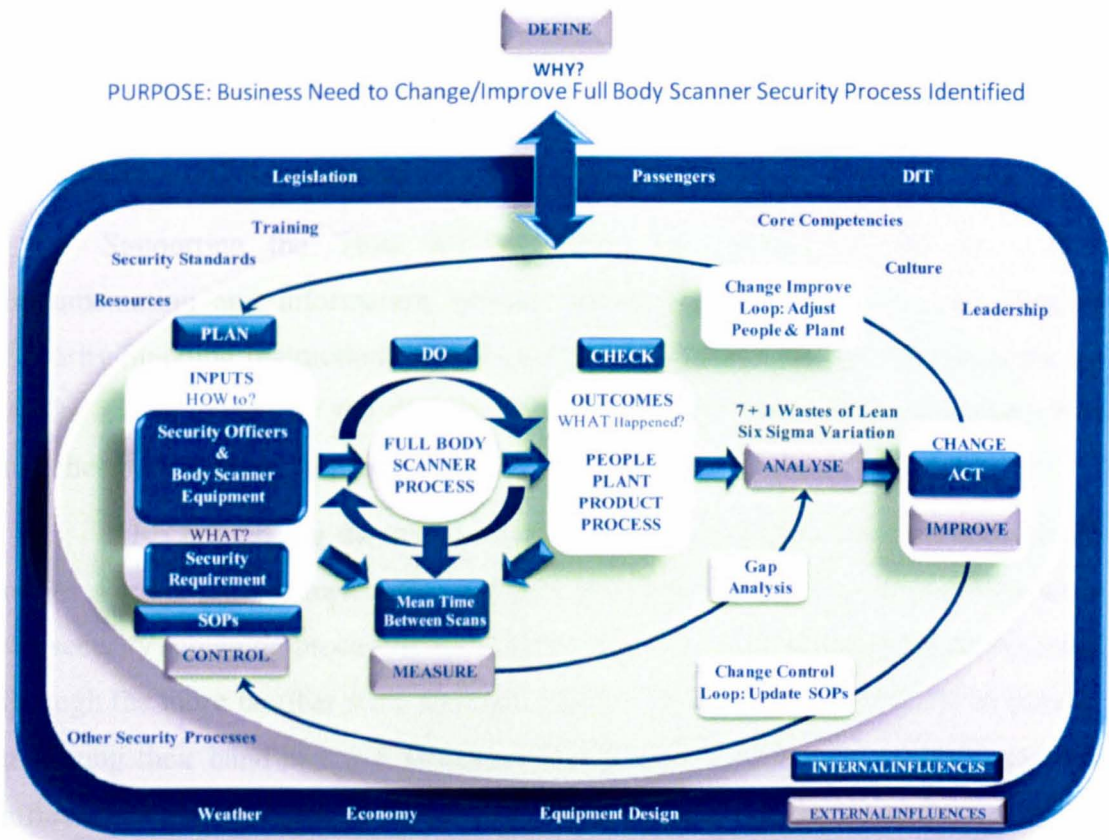 DEFINE
WHY?
PURPOSE: Business Need to Change/Improve Full Body Scanner Security Process Identified
Legislation
Passengers
DfT
Training
Core Competencies
Security Standards
Culture
Resources
Leadership
Change Improve
Loop: Adjust
People & Plant
PLAN
DO
CHECK
INPUTS
HOW to?
Security Officers
&
Body Scanner
Equipment
WHAT?
Security
Requirement
SOPs
CONTROL
FULL BODY
SCANNER
PROCESS
Mean Time
Between Scans
MEASURE
OUTCOMES
WHAT Happened?
PEOPLE
PLANT
PRODUCT
PROCESS
7 + 1 Wastes of Lean
Six Sigma Variation
ANALYSE
CHANGE
ACT
IMPROVE
Gap
Analysis
Change Control
Loop: Update SOPs
Other Security Processes
INTERNAL INFLUENCES
Weather
Economy
Equipment Design
EXTERNAL INFLUENCES